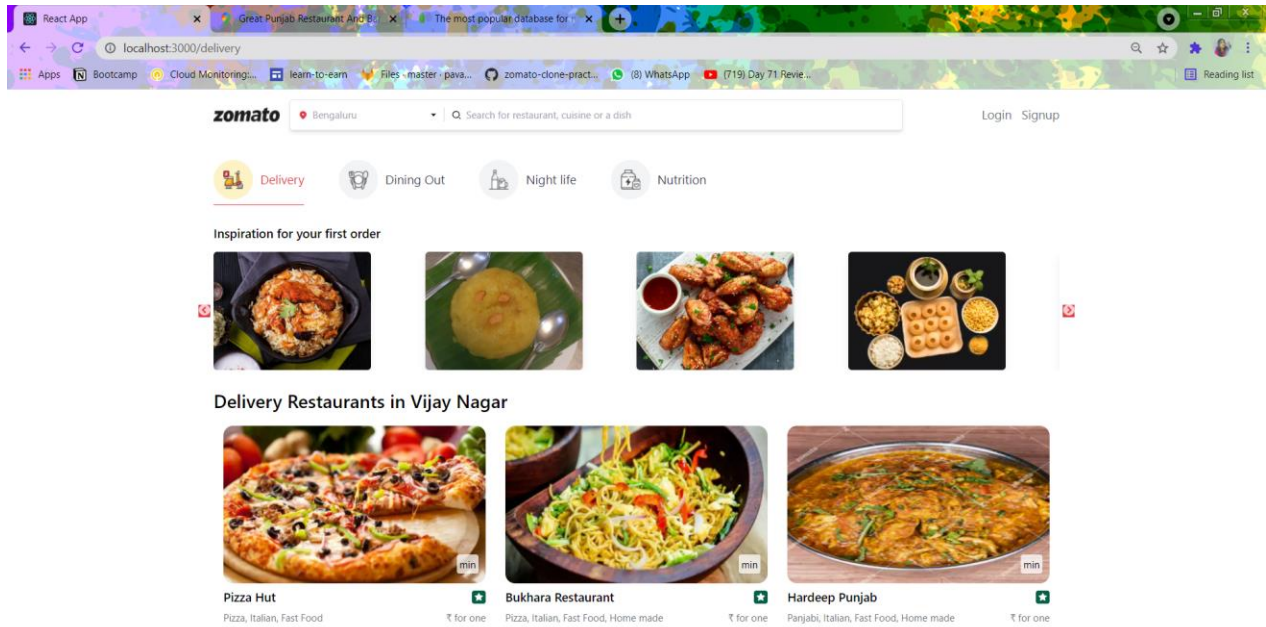 React App
Great Punjab Restaurant And B
The most popular database for
localhost:3000/delivery
Apps
Bootcamp
Cloud Monitoring:...
learn-to-earn
Files · master · pava...
zomato-clone-pract...
(8) WhatsApp
(719) Day 71 Revie...
Reading list
zomato
Bengaluru
Search for restaurant, cuisine or a dish
Login Signup
Delivery
Dining Out
Night life
Nutrition
Inspiration for your first order
Delivery Restaurants in Vijay Nagar
min
min
min
Pizza Hut
Bukhara Restaurant
Hardeep Punjab
Pizza, Italian, Fast Food
₹ for one
Pizza, Italian, Fast Food, Home made
₹ for one
Panjabi, Italian, Fast Food, Home made
₹ for one